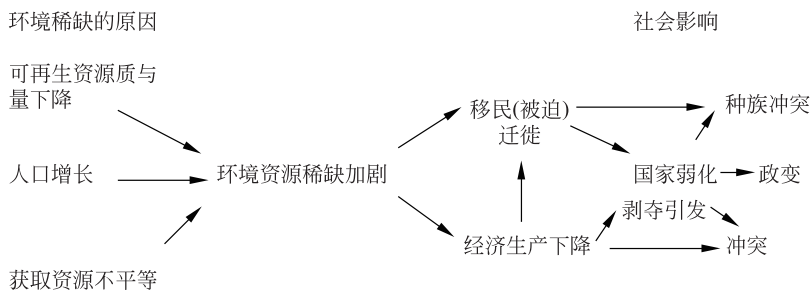 环境稀缺的原因
社会影响
可再生资源质与
量下降
移民(被迫)
迁徙
种族冲突
人口增长
环境资源稀缺加剧
国家弱化
政变
剥夺引发
经济生产下降
冲突
获取资源不平等